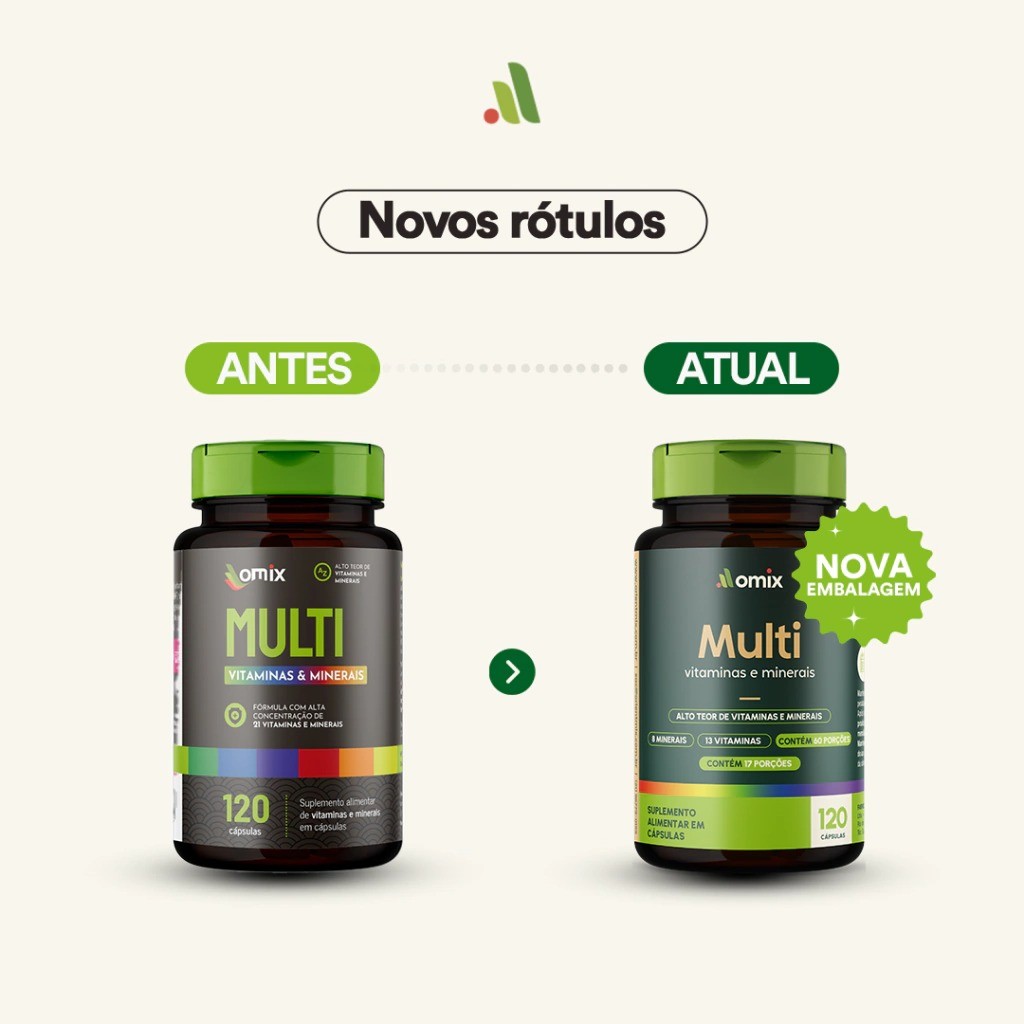 Novos rótulos
ANTES
ATUAL
omix
AZ
ALTO TEOR DE
VITAMINAS E
MINERAIS
MULTI
VITAMINAS & MINERAIS
FÓRMULA COM ALTA
CONCENTRAÇÃO DE
21 VITAMINAS E MINERAIS
120
cápsulas
Suplemento alimentar
de vitaminas e minerais
em cápsulas
NOVA
EMBALAGEM
omix
Multi
vitaminas e minerais
ALTO TEOR DE VITAMINAS E MINERAIS
8 MINERAIS
13 VITAMINAS
CONTÉM 60 PORÇÕES
CONTÉM 17 PORÇÕES
SUPLEMENTO
ALIMENTAR EM
CÁPSULAS
120
CÁPSULAS